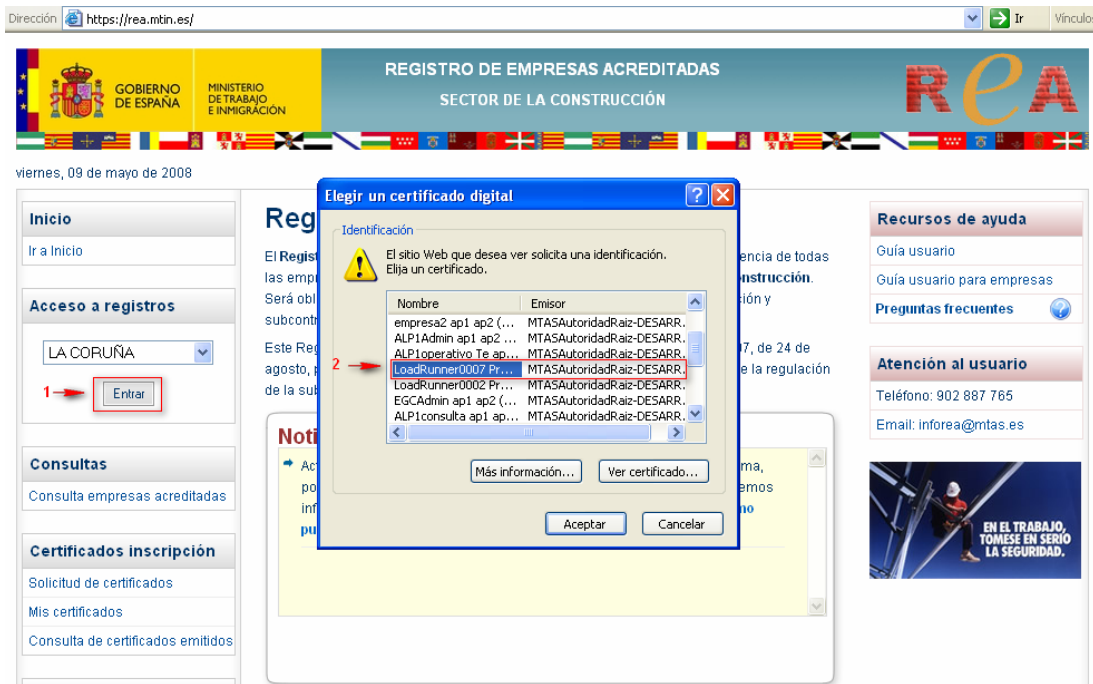 Dirección https://rea.mtin.es/ Ir Vínculos
GOBIERNO DE ESPAÑA
MINISTERIO DE TRABAJO E INMIGRACIÓN
REGISTRO DE EMPRESAS ACREDITADAS
SECTOR DE LA CONSTRUCCIÓN
ReA
viernes, 09 de mayo de 2008
Inicio
Ir a Inicio
Acceso a registros
LA CORUÑA
1
Entrar
Consultas
Consulta empresas acreditadas
Certificados inscripción
Solicitud de certificados
Mis certificados
Consulta de certificados emitidos
Reg
El Regist
encia de todas
las empr
nstrucción.
Será obl
ión y
subcontr
Este Reg
07, de 24 de
agosto, p
e la regulación
de la sub
Noti
Ac
ma,
po
emos
inf
no
pu
Elegir un certificado digital
Identificación
El sitio Web que desea ver solicita una identificación.
Elija un certificado.
Nombre Emisor
empresa2 ap1 ap2 (... MTASAutoridadRaiz-DESARR.
ALP1Admin ap1 ap2 ... MTASAutoridadRaiz-DESARR.
ALP1operativo Te ap... MTASAutoridadRaiz-DESARR.
2
LoadRunner0007 Pr... MTASAutoridadRaiz-DESARR.
LoadRunner0002 Pr... MTASAutoridadRaiz-DESARR.
EGCAdmin ap1 ap2 (... MTASAutoridadRaiz-DESARR.
ALP1consulta ap1 ap... MTASAutoridadRaiz-DESARR.
Más información... Ver certificado...
Aceptar Cancelar
Recursos de ayuda
Guía usuario
Guía usuario para empresas
Preguntas frecuentes
Atención al usuario
Teléfono: 902 887 765
Email: inforea@mtas.es
EN EL TRABAJO,
TOMESE EN SERIO
LA SEGURIDAD.